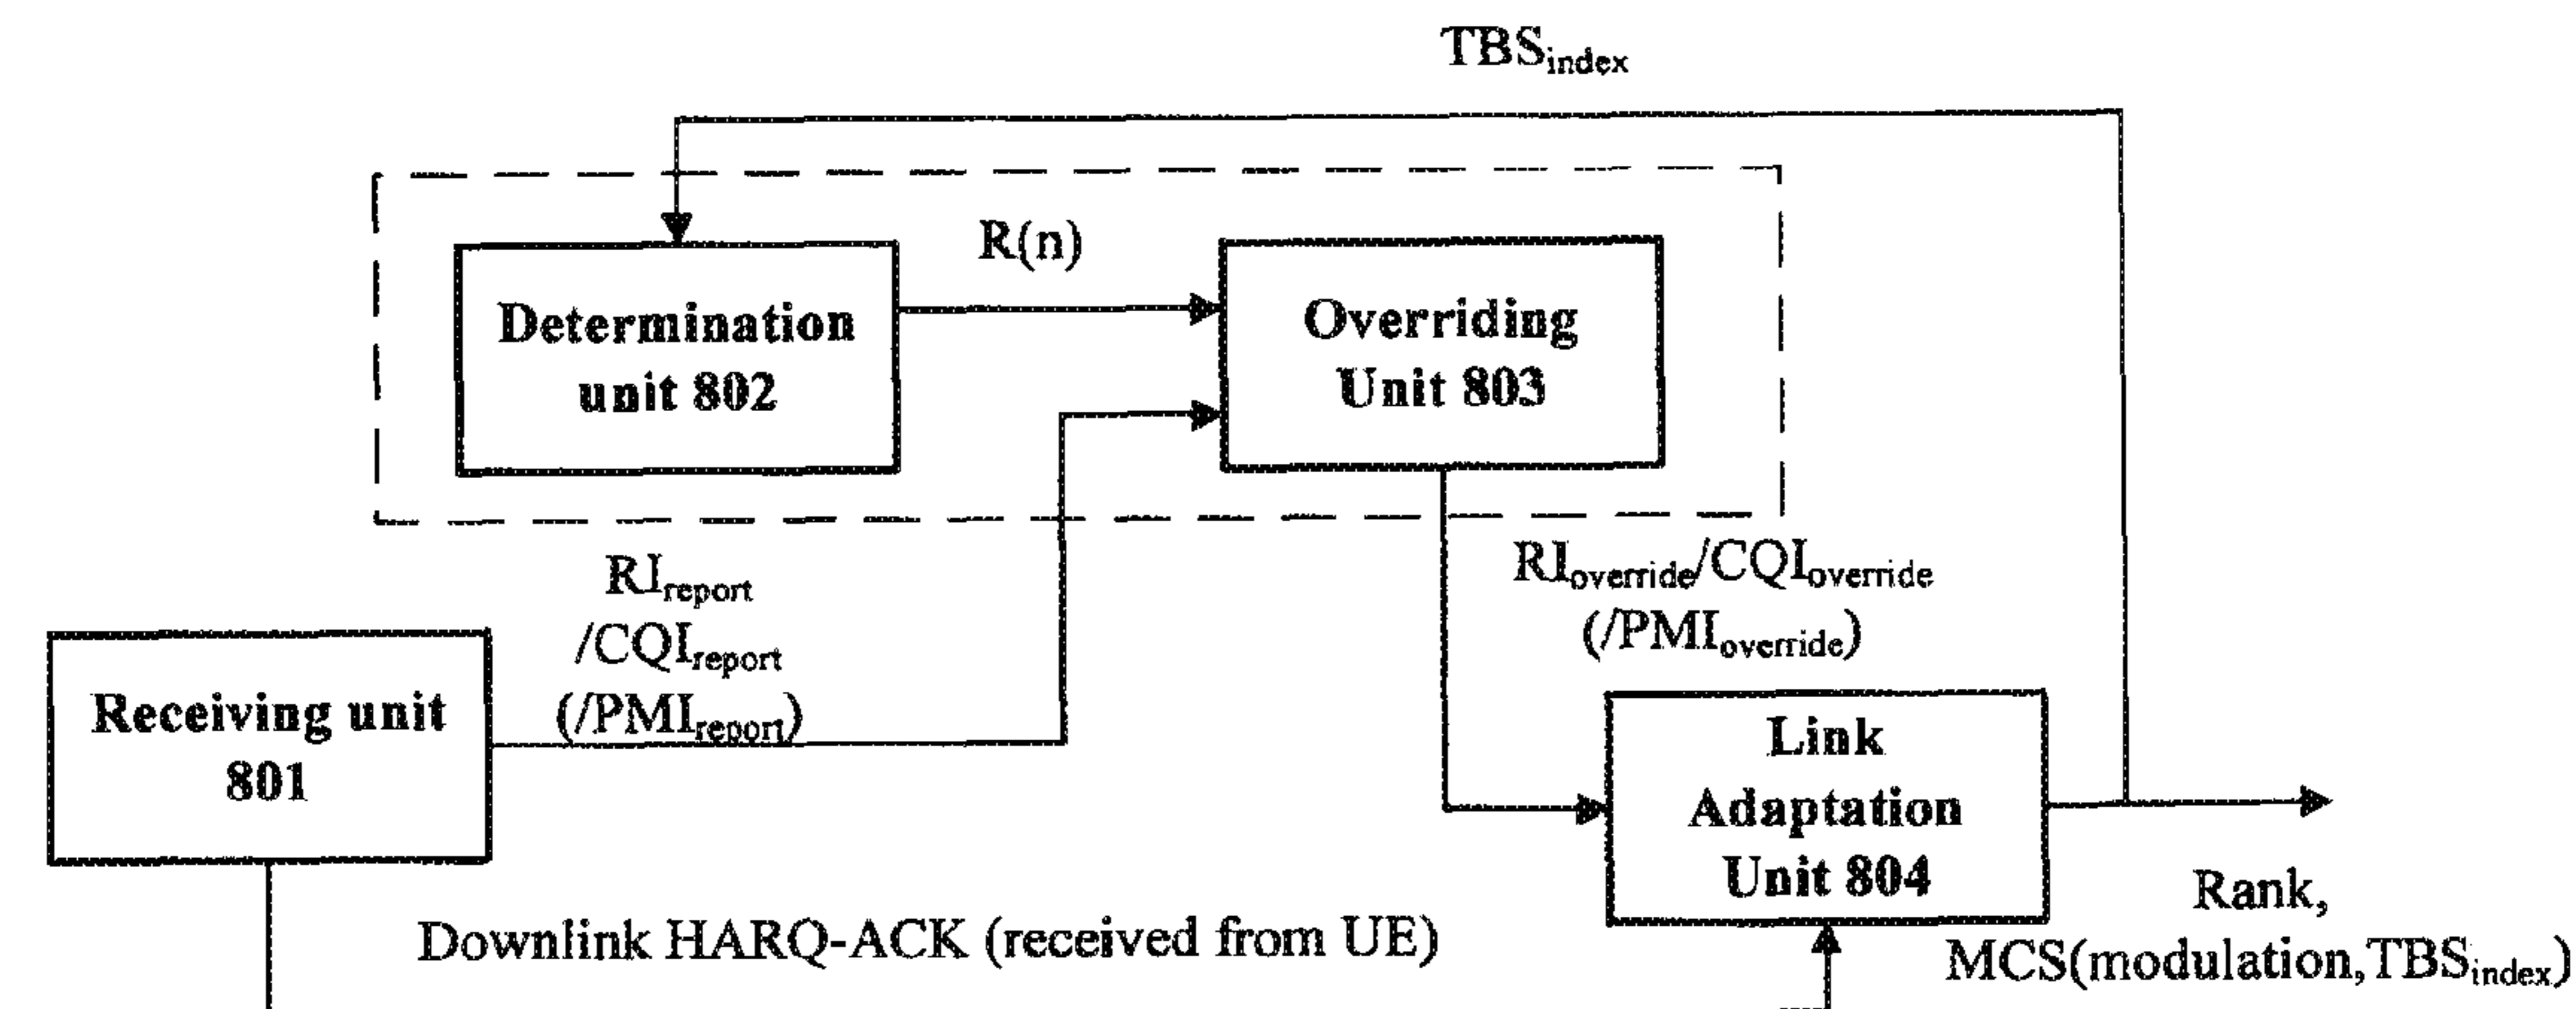 TBSindex
R(n)
Determination
unit 802
Overriding
Unit 803
RIreport
/CQIreport
(/PMIreport)
RIoverride/CQIoverride
(/PMIoverride)
Receiving unit
801
Link
Adaptation
Unit 804
Rank,
MCS(modulation,TBSindex)
Downlink HARQ-ACK (received from UE)